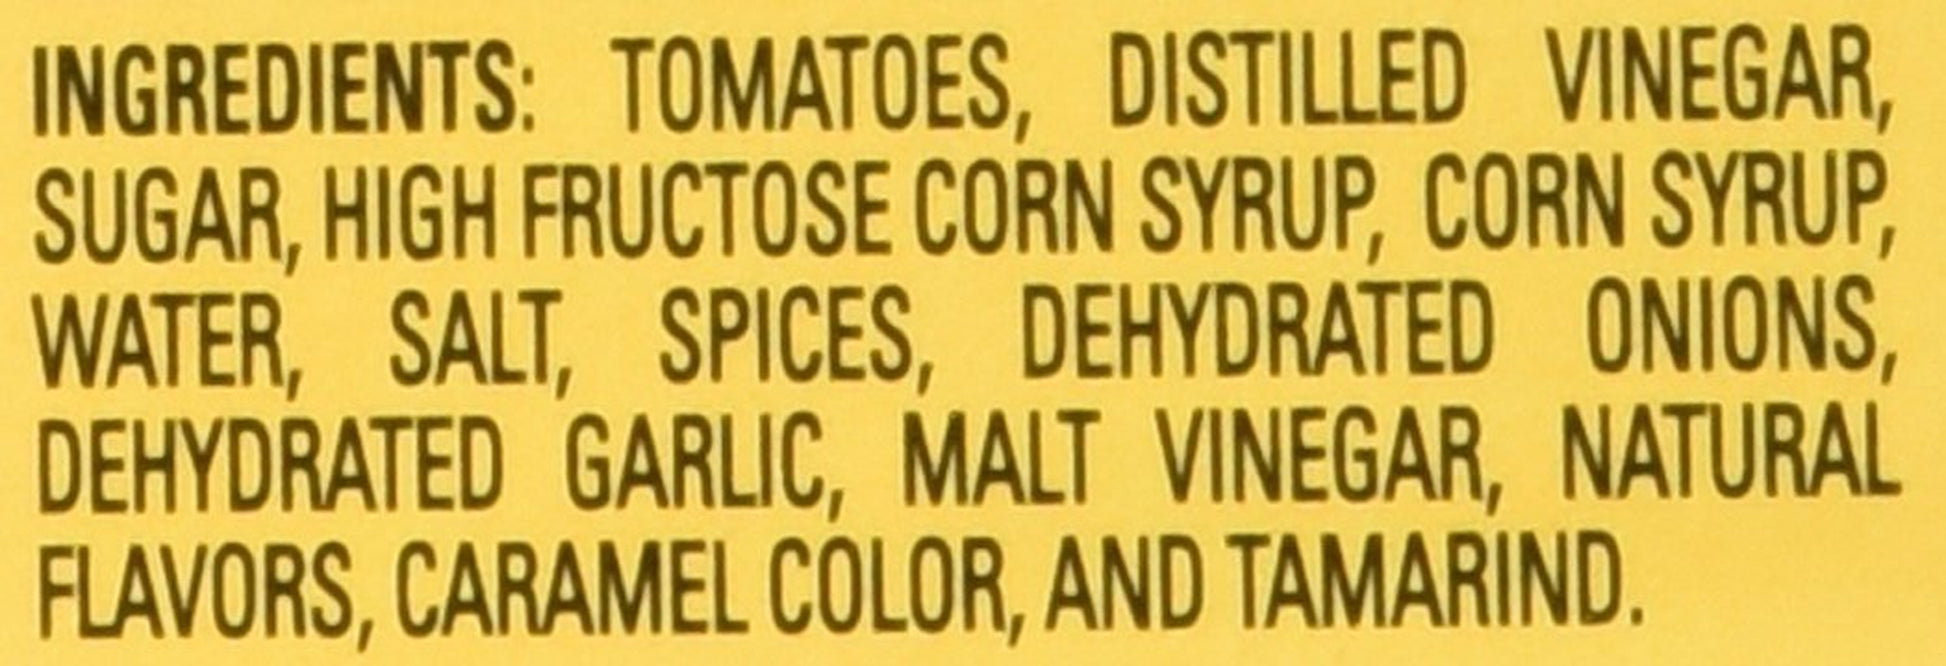 INGREDIENTS: TOMATOES, DISTILLED VINEGAR,
SUGAR, HIGH FRUCTOSE CORN SYRUP, CORN SYRUP,
WATER, SALT, SPICES, DEHYDRATED ONIONS,
DEHYDRATED GARLIC, MALT VINEGAR, NATURAL
FLAVORS, CARAMEL COLOR, AND TAMARIND.